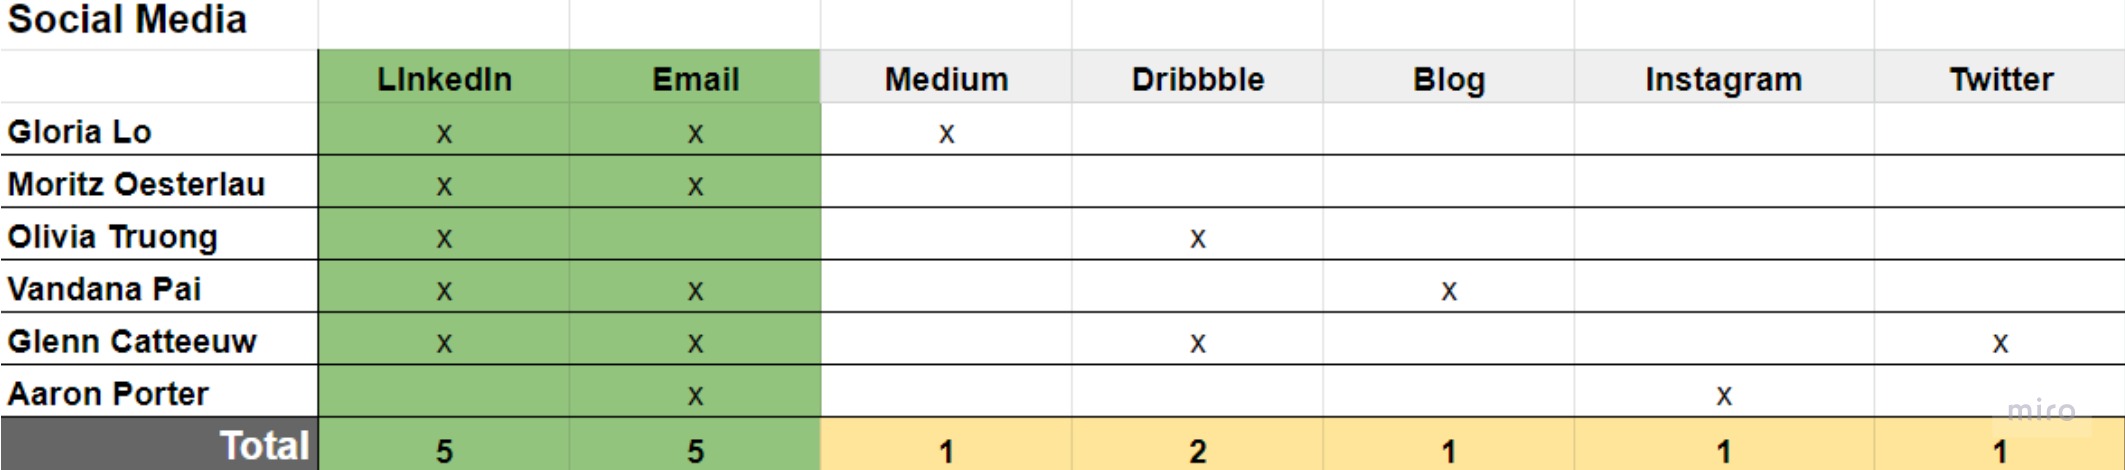 Social Media
LInkedIn Email Medium Dribbble Blog Instagram Twitter
Gloria Lo x x x
Moritz Oesterlau x x
Olivia Truong x x
Vandana Pai x x x
Glenn Catteeuw x x x x
Aaron Porter x x
miro
Total 5 5 1 2 1 1 1